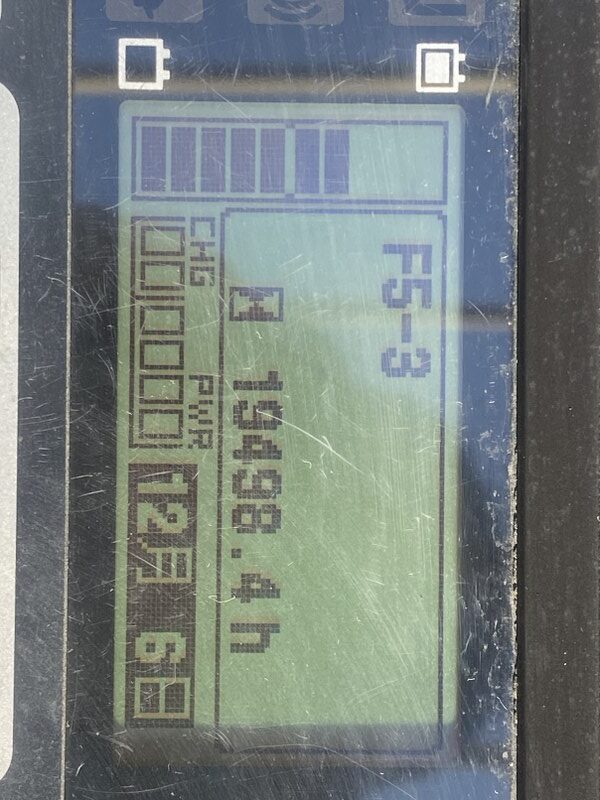 F5-3
H 19498.4h
CHG PWR
12月 6日